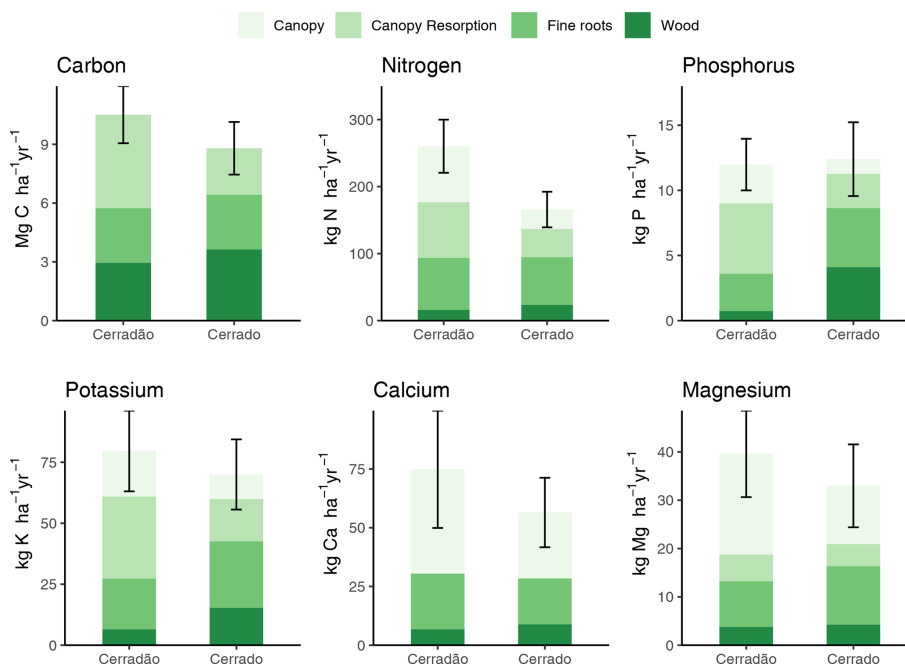 Canopy Canopy Resorption Fine roots Wood
Carbon
Mg C ha⁻¹yr⁻¹
9
6
3
0
Cerradão Cerrado
Nitrogen
kg N ha⁻¹yr⁻¹
300
200
100
0
Cerradão Cerrado
Phosphorus
kg P ha⁻¹yr⁻¹
15
10
5
0
Cerradão Cerrado
Potassium
kg K ha⁻¹yr⁻¹
75
50
25
0
Cerradão Cerrado
Calcium
kg Ca ha⁻¹yr⁻¹
75
50
25
0
Cerradão Cerrado
Magnesium
kg Mg ha⁻¹yr⁻¹
40
30
20
10
0
Cerradão Cerrado